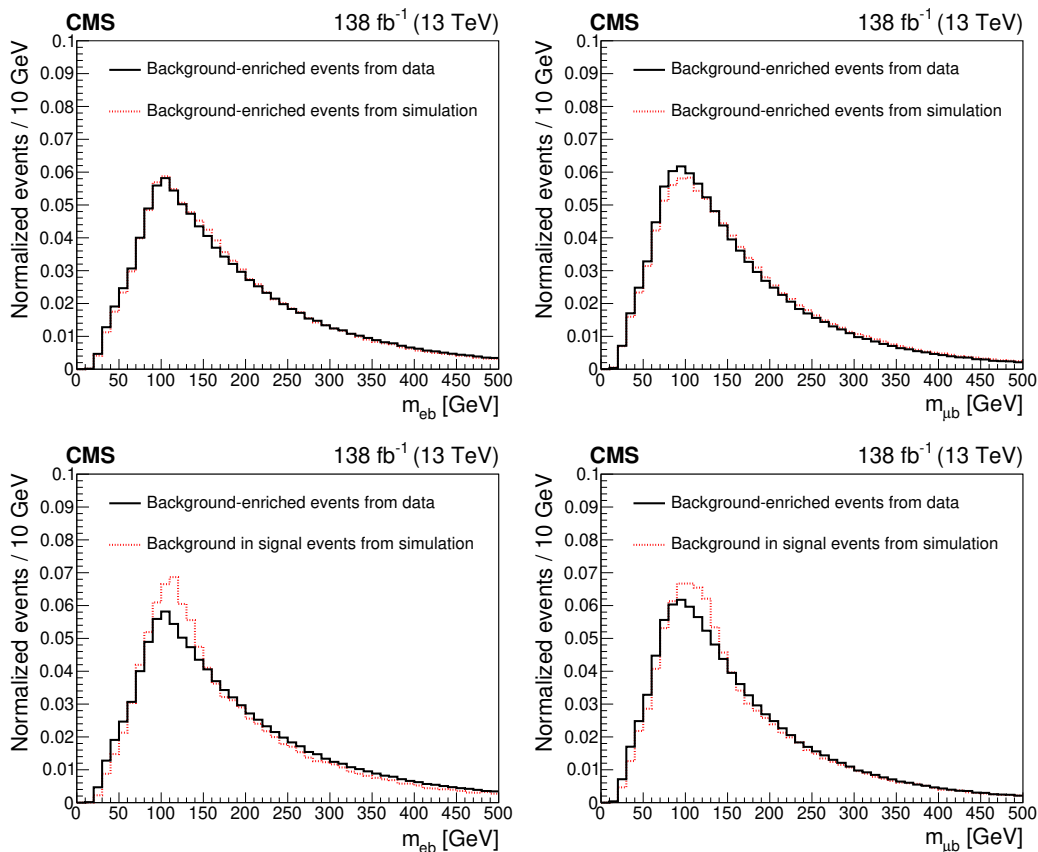 CMS 138 fb⁻¹ (13 TeV)
Normalized events / 10 GeV
0.1
0.09
0.08
0.07
0.06
0.05
0.04
0.03
0.02
0.01
0
Background-enriched events from data
Background-enriched events from simulation
0 50 100 150 200 250 300 350 400 450 500
m_eb [GeV]
CMS 138 fb⁻¹ (13 TeV)
Normalized events / 10 GeV
0.1
0.09
0.08
0.07
0.06
0.05
0.04
0.03
0.02
0.01
0
Background-enriched events from data
Background-enriched events from simulation
0 50 100 150 200 250 300 350 400 450 500
m_μb [GeV]
CMS 138 fb⁻¹ (13 TeV)
Normalized events / 10 GeV
0.1
0.09
0.08
0.07
0.06
0.05
0.04
0.03
0.02
0.01
0
Background-enriched events from data
Background in signal events from simulation
0 50 100 150 200 250 300 350 400 450 500
m_eb [GeV]
CMS 138 fb⁻¹ (13 TeV)
Normalized events / 10 GeV
0.1
0.09
0.08
0.07
0.06
0.05
0.04
0.03
0.02
0.01
0
Background-enriched events from data
Background in signal events from simulation
0 50 100 150 200 250 300 350 400 450 500
m_μb [GeV]